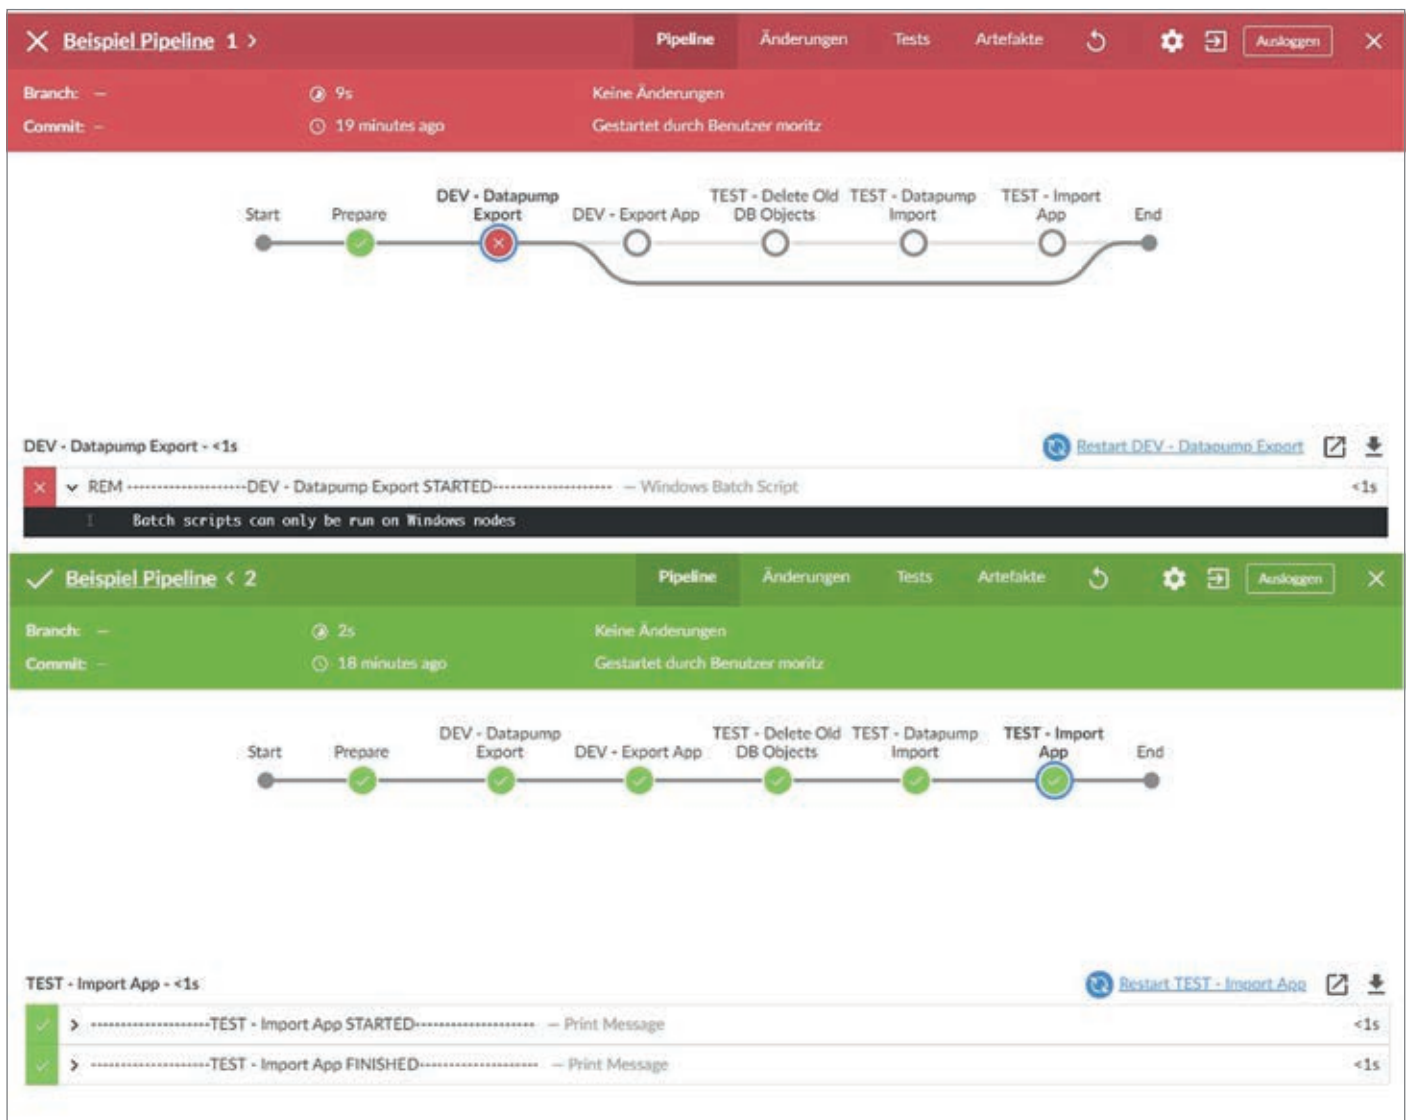 Beispiel Pipeline 1 > Pipeline Änderungen Tests Artefakte Ausloggen
Branch: — 9s Keine Änderungen
Commit: – 19 minutes ago Gestartet durch Benutzer moritz
Start Prepare DEV - Datapump Export DEV - Export App TEST - Delete Old DB Objects TEST - Datapump Import TEST - Import App End
DEV - Datapump Export - <1s Restart DEV - Datapump Export
REM ---------------------DEV - Datapump Export STARTED--------------------- — Windows Batch Script <1s
1 Batch scripts can only be run on Windows nodes
Beispiel Pipeline < 2 Pipeline Änderungen Tests Artefakte Ausloggen
Branch: — 2s Keine Änderungen
Commit: – 18 minutes ago Gestartet durch Benutzer moritz
Start Prepare DEV - Datapump Export DEV - Export App TEST - Delete Old DB Objects TEST - Datapump Import TEST - Import App End
TEST - Import App - <1s Restart TEST - Import App
---------------------TEST - Import App STARTED--------------------- — Print Message <1s
---------------------TEST - Import App FINISHED--------------------- — Print Message <1s